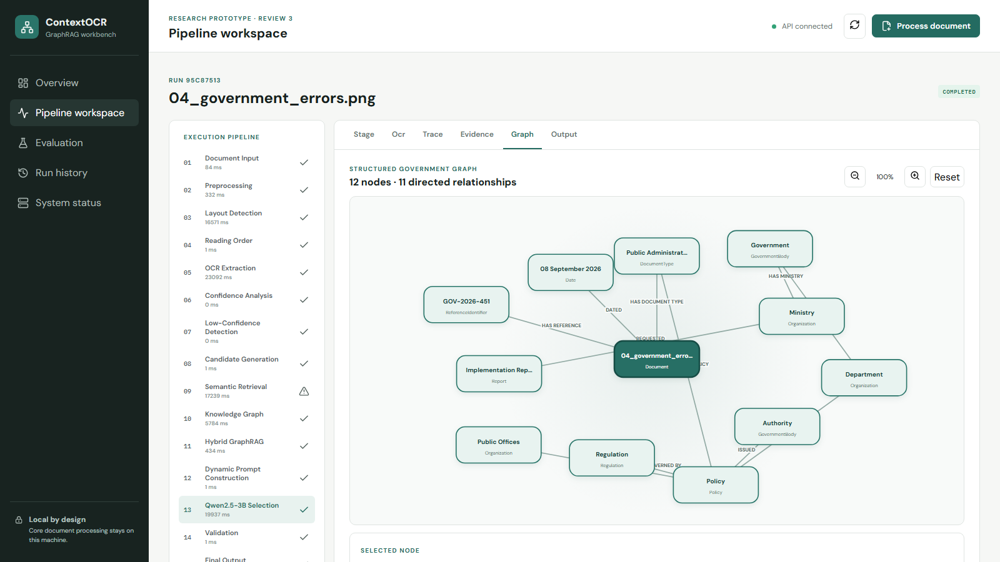 ContextOCR
GraphRAG workbench
Overview
Pipeline workspace
Evaluation
Run history
System status
Local by design
Core document processing stays on
this machine.
RESEARCH PROTOTYPE · REVIEW 3
Pipeline workspace
API connected
Process document
RUN 95C87513
04_government_errors.png
COMPLETED
EXECUTION PIPELINE
01 Document Input
84 ms
02 Preprocessing
332 ms
03 Layout Detection
16571 ms
04 Reading Order
1 ms
05 OCR Extraction
23092 ms
06 Confidence Analysis
0 ms
07 Low-Confidence
Detection
0 ms
08 Candidate Generation
1 ms
09 Semantic Retrieval
17239 ms
10 Knowledge Graph
5784 ms
11 Hybrid GraphRAG
434 ms
12 Dynamic Prompt
Construction
1 ms
13 Qwen2.5-3B Selection
19937 ms
14 Validation
1 ms
Final Output
Stage Ocr Trace Evidence Graph Output
STRUCTURED GOVERNMENT GRAPH
12 nodes · 11 directed relationships
100%
Reset
Government
GovernmentBody
Public Administrat...
DocumentType
08 September 2026
Date
HAS MINISTRY
GOV-2026-451
ReferenceIdentifier
HAS DOCUMENT TYPE
DATED
Ministry
Organization
HAS REFERENCE
REQUESTED
04_government_erro...
Document
ICY
Implementation Rep...
Report
Department
Organization
Authority
GovernmentBody
Public Offices
Organization
ISSUED
Regulation
Regulation
VERNED BY
Policy
Policy
SELECTED NODE